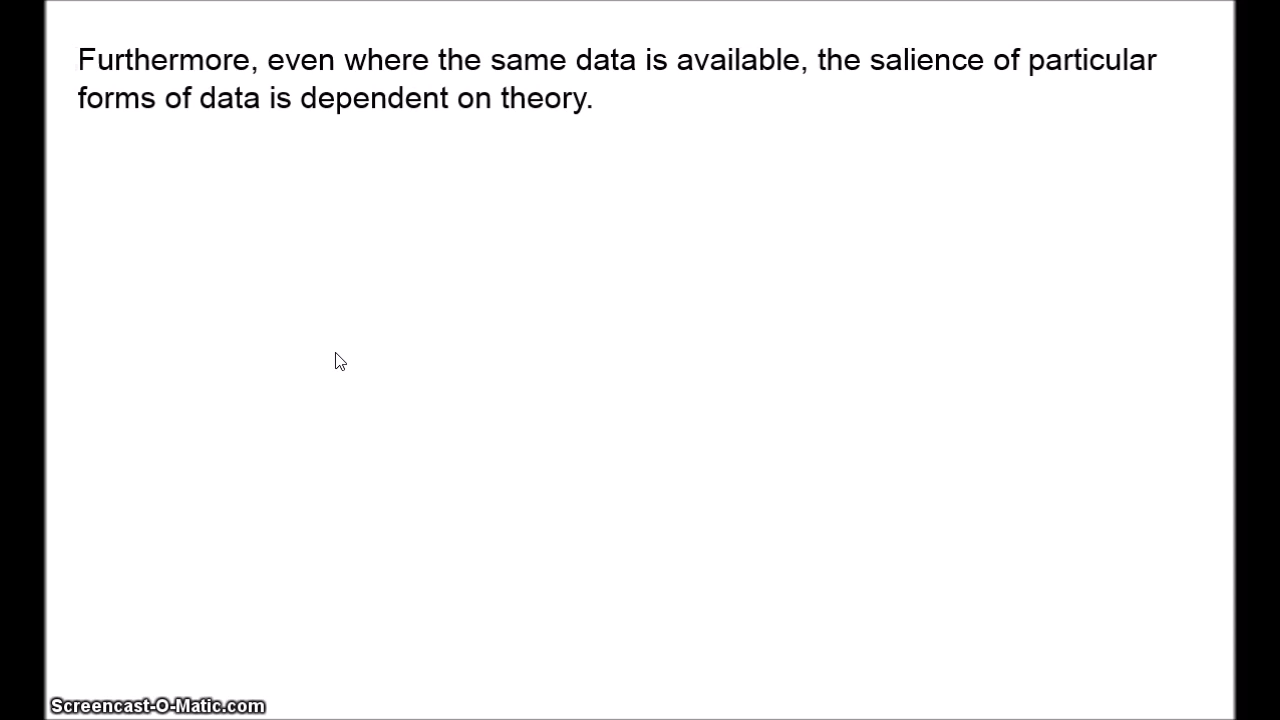 Furthermore, even where the same data is available, the salience of particular
forms of data is dependent on theory.
Screencast-O-Matic.com